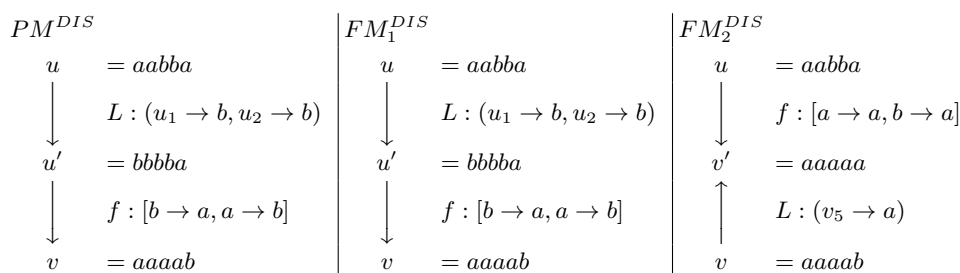 PM^{DIS} FM_1^{DIS} FM_2^{DIS}
u = aabba u = aabba u = aabba
L : (u_1 → b, u_2 → b) L : (u_1 → b, u_2 → b) f : [a → a, b → a]
u' = bbbba u' = bbbba v' = aaaaa
f : [b → a, a → b] f : [b → a, a → b] L : (v_5 → a)
v = aaaab v = aaaab v = aaaab